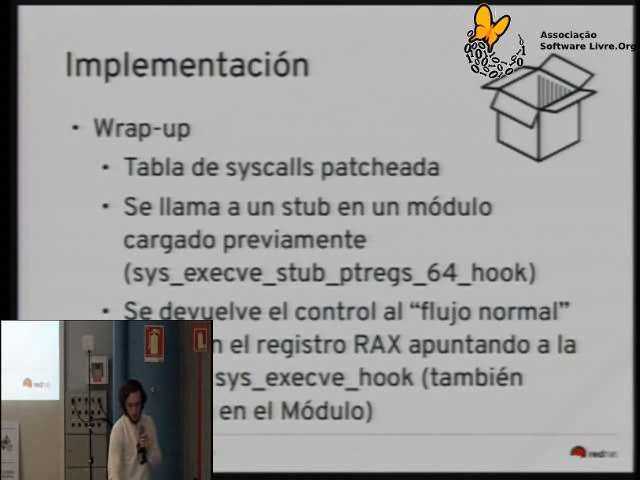 Associação
Software Livre.Org
Implementación
• Wrap-up
• Tabla de syscalls patcheada
• Se llama a un stub en un módulo
cargado previamente
(sys_execve_stub_ptregs_64_hook)
• Se devuelve el control al “flujo normal”
n el registro RAX apuntando a la
sys_execve_hook (también
en el Módulo)
redhat
redhat